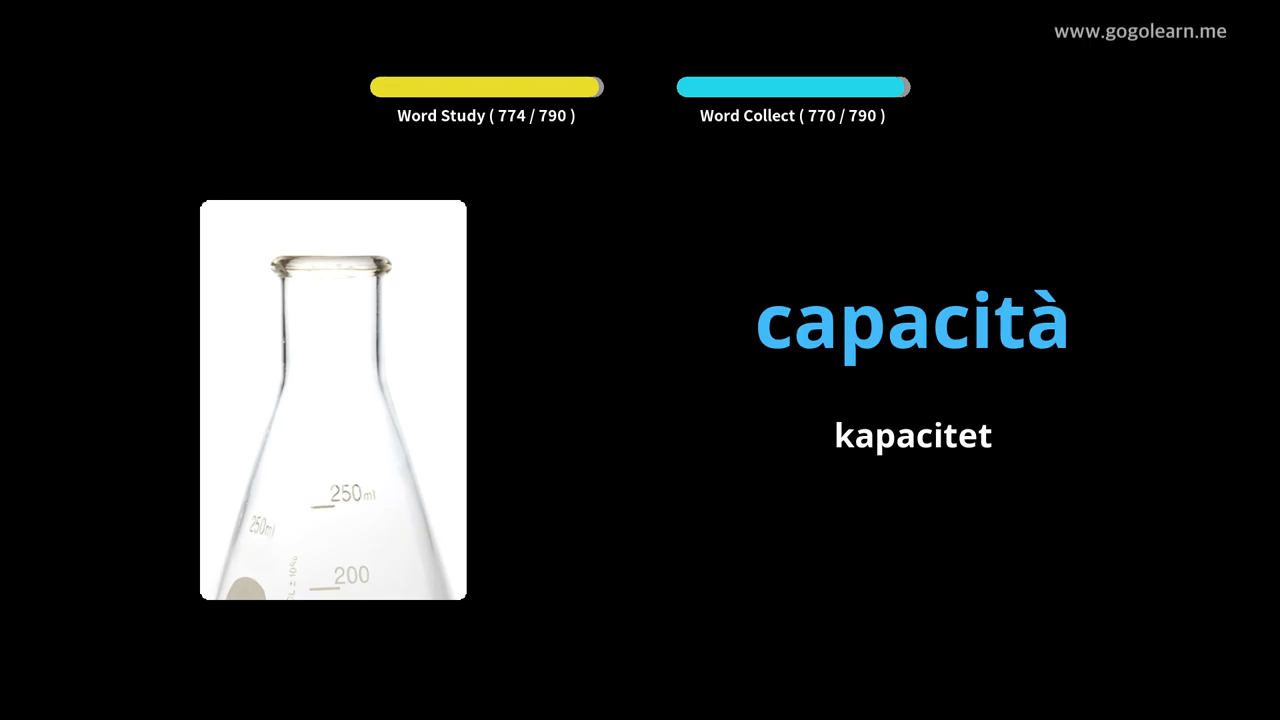 www.gogolearn.me
Word Study ( 774 / 790 )
Word Collect ( 770 / 790 )
capacità
kapacitet
250ml
250ml
200